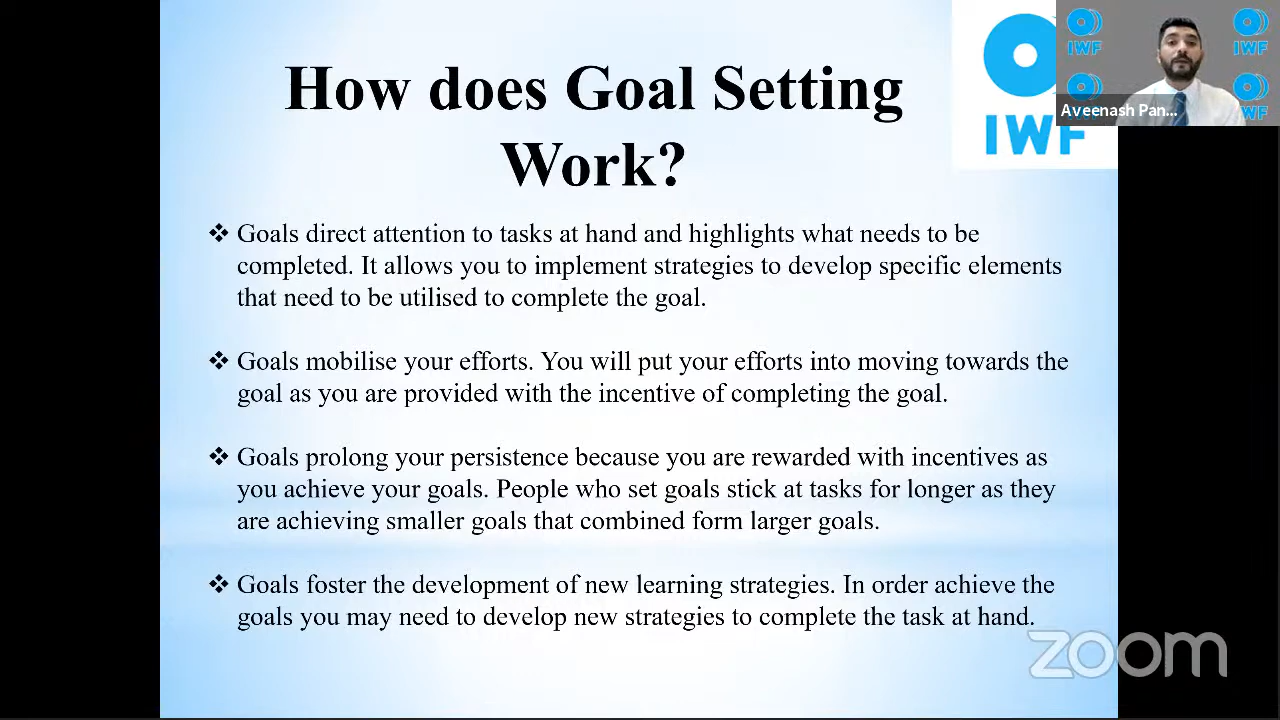 How does Goal Setting
Work?
IWF
IWF
IWF
Aveenash Pan...
WF
❖ Goals direct attention to tasks at hand and highlights what needs to be
completed. It allows you to implement strategies to develop specific elements
that need to be utilised to complete the goal.
❖ Goals mobilise your efforts. You will put your efforts into moving towards the
goal as you are provided with the incentive of completing the goal.
❖ Goals prolong your persistence because you are rewarded with incentives as
you achieve your goals. People who set goals stick at tasks for longer as they
are achieving smaller goals that combined form larger goals.
❖ Goals foster the development of new learning strategies. In order achieve the
goals you may need to develop new strategies to complete the task at hand.
zoom